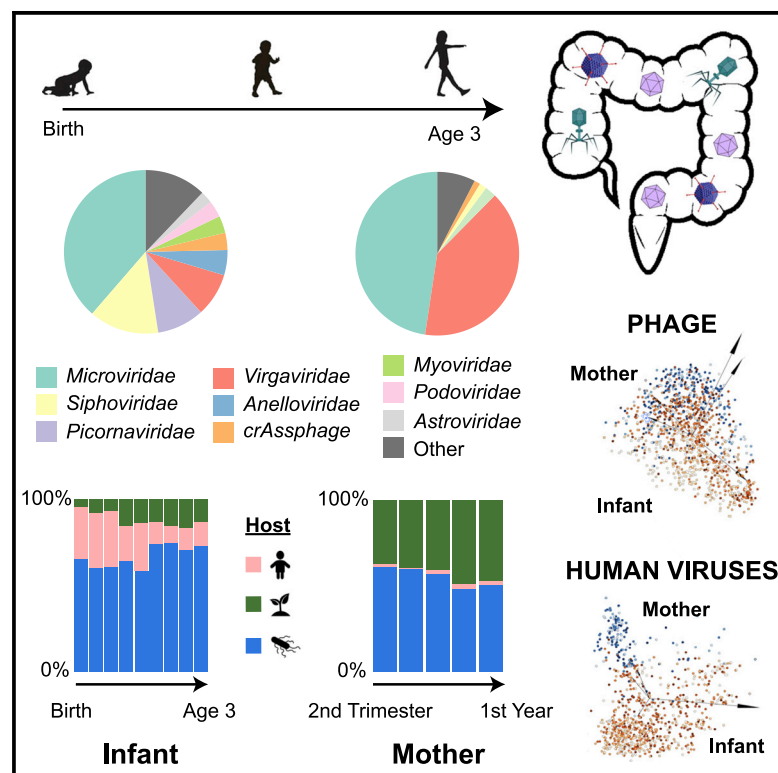 Birth
Age 3
Microviridae
Siphoviridae
Picornaviridae
Virgaviridae
Anelloviridae
crAssphage
Myoviridae
Podoviridae
Astroviridae
Other
PHAGE
Mother
Infant
100%
0%
Birth
Age 3
Infant
Host
100%
0%
2nd Trimester
1st Year
Mother
HUMAN VIRUSES
Mother
Infant